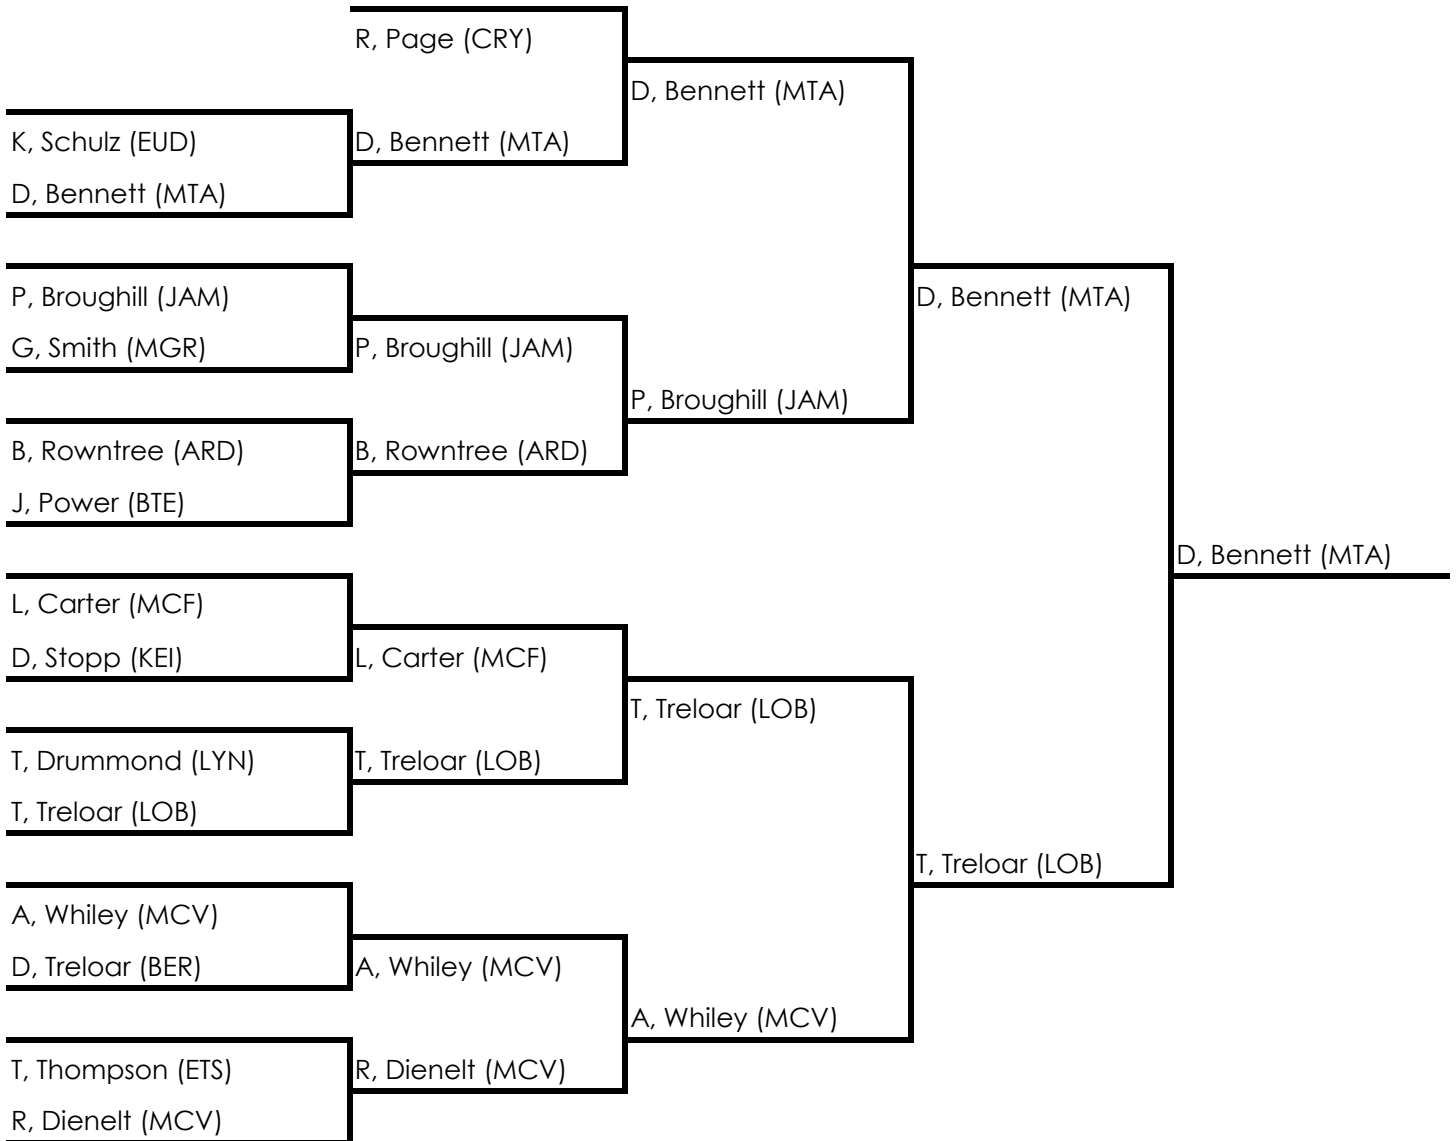 R, Page (CRY)
D, Bennett (MTA)
K, Schulz (EUD)
D, Bennett (MTA)
D, Bennett (MTA)
P, Broughill (JAM)
D, Bennett (MTA)
G, Smith (MGR)
P, Broughill (JAM)
P, Broughill (JAM)
B, Rowntree (ARD)
B, Rowntree (ARD)
J, Power (BTE)
D, Bennett (MTA)
L, Carter (MCF)
D, Stopp (KEI)
L, Carter (MCF)
T, Treloar (LOB)
T, Drummond (LYN)
T, Treloar (LOB)
T, Treloar (LOB)
T, Treloar (LOB)
A, Whiley (MCV)
D, Treloar (BER)
A, Whiley (MCV)
A, Whiley (MCV)
T, Thompson (ETS)
R, Dienelt (MCV)
R, Dienelt (MCV)